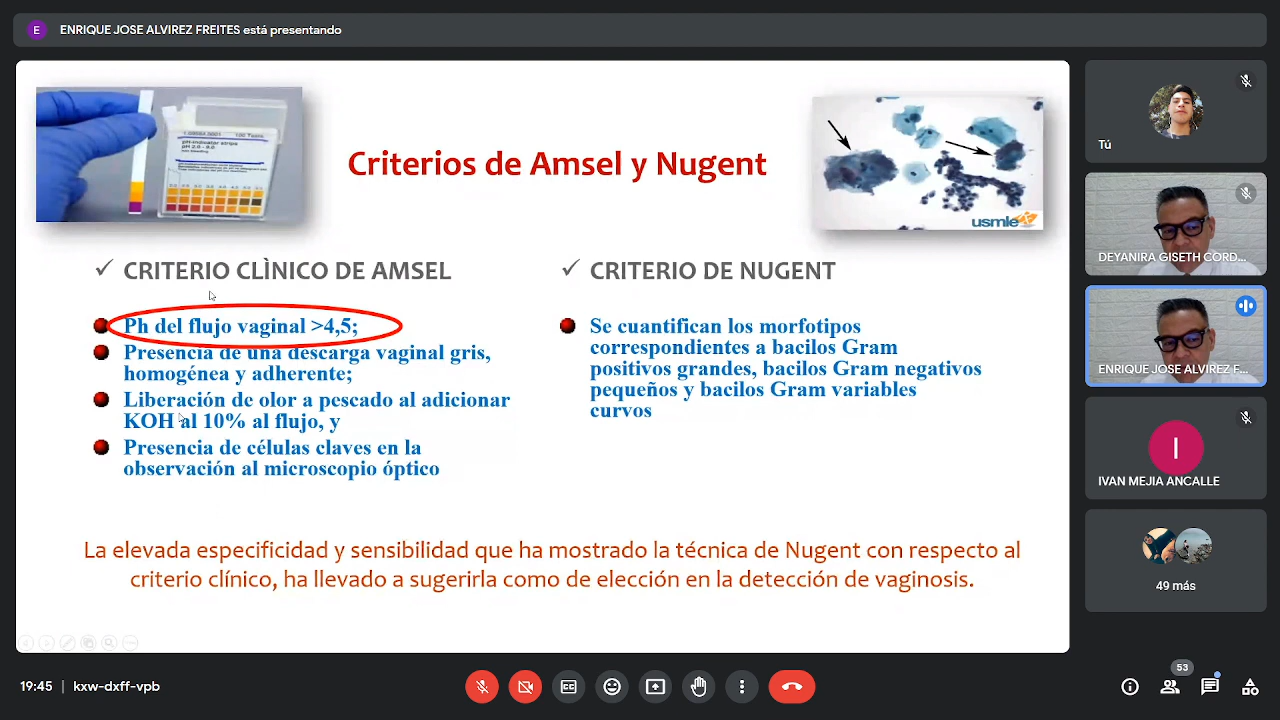 E
ENRIQUE JOSE ALVIREZ FREITES está presentando
pH-indicator strips
Criterios de Amsel y Nugent
usmle
CRITERIO CLÌNICO DE AMSEL
Ph del flujo vaginal >4,5;
Presencia de una descarga vaginal gris,
homogénea y adherente;
Liberación de olor a pescado al adicionar
KOH al 10% al flujo, y
Presencia de células claves en la
observación al microscopio óptico
CRITERIO DE NUGENT
Se cuantifican los morfotipos
correspondientes a bacilos Gram
positivos grandes, bacilos Gram negativos
pequeños y bacilos Gram variables
curvos
La elevada especificidad y sensibilidad que ha mostrado la técnica de Nugent con respecto al
criterio clínico, ha llevado a sugerirla como de elección en la detección de vaginosis.
Tú
DEYANIRA GISETH CORD...
ENRIQUE JOSE ALVIREZ F...
I
IVAN MEJIA ANCALLE
49 más
19:45 | kxw-dxff-vpb
53